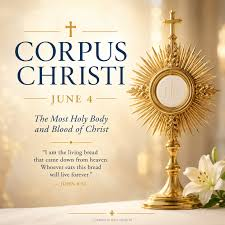 CORPUS
CHRISTI
JUNE 4
The Most Holy Body
and Blood of Christ
"I am the living bread
that came down from heaven.
Whoever eats this bread
will live forever."
– JOHN 6:51